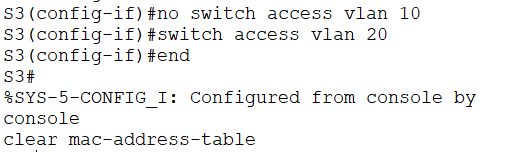 S3(config-if)#no switch access vlan 10
S3(config-if)#switch access vlan 20
S3(config-if)#end
S3#
%SYS-5-CONFIG_I: Configured from console by
console
clear mac-address-table